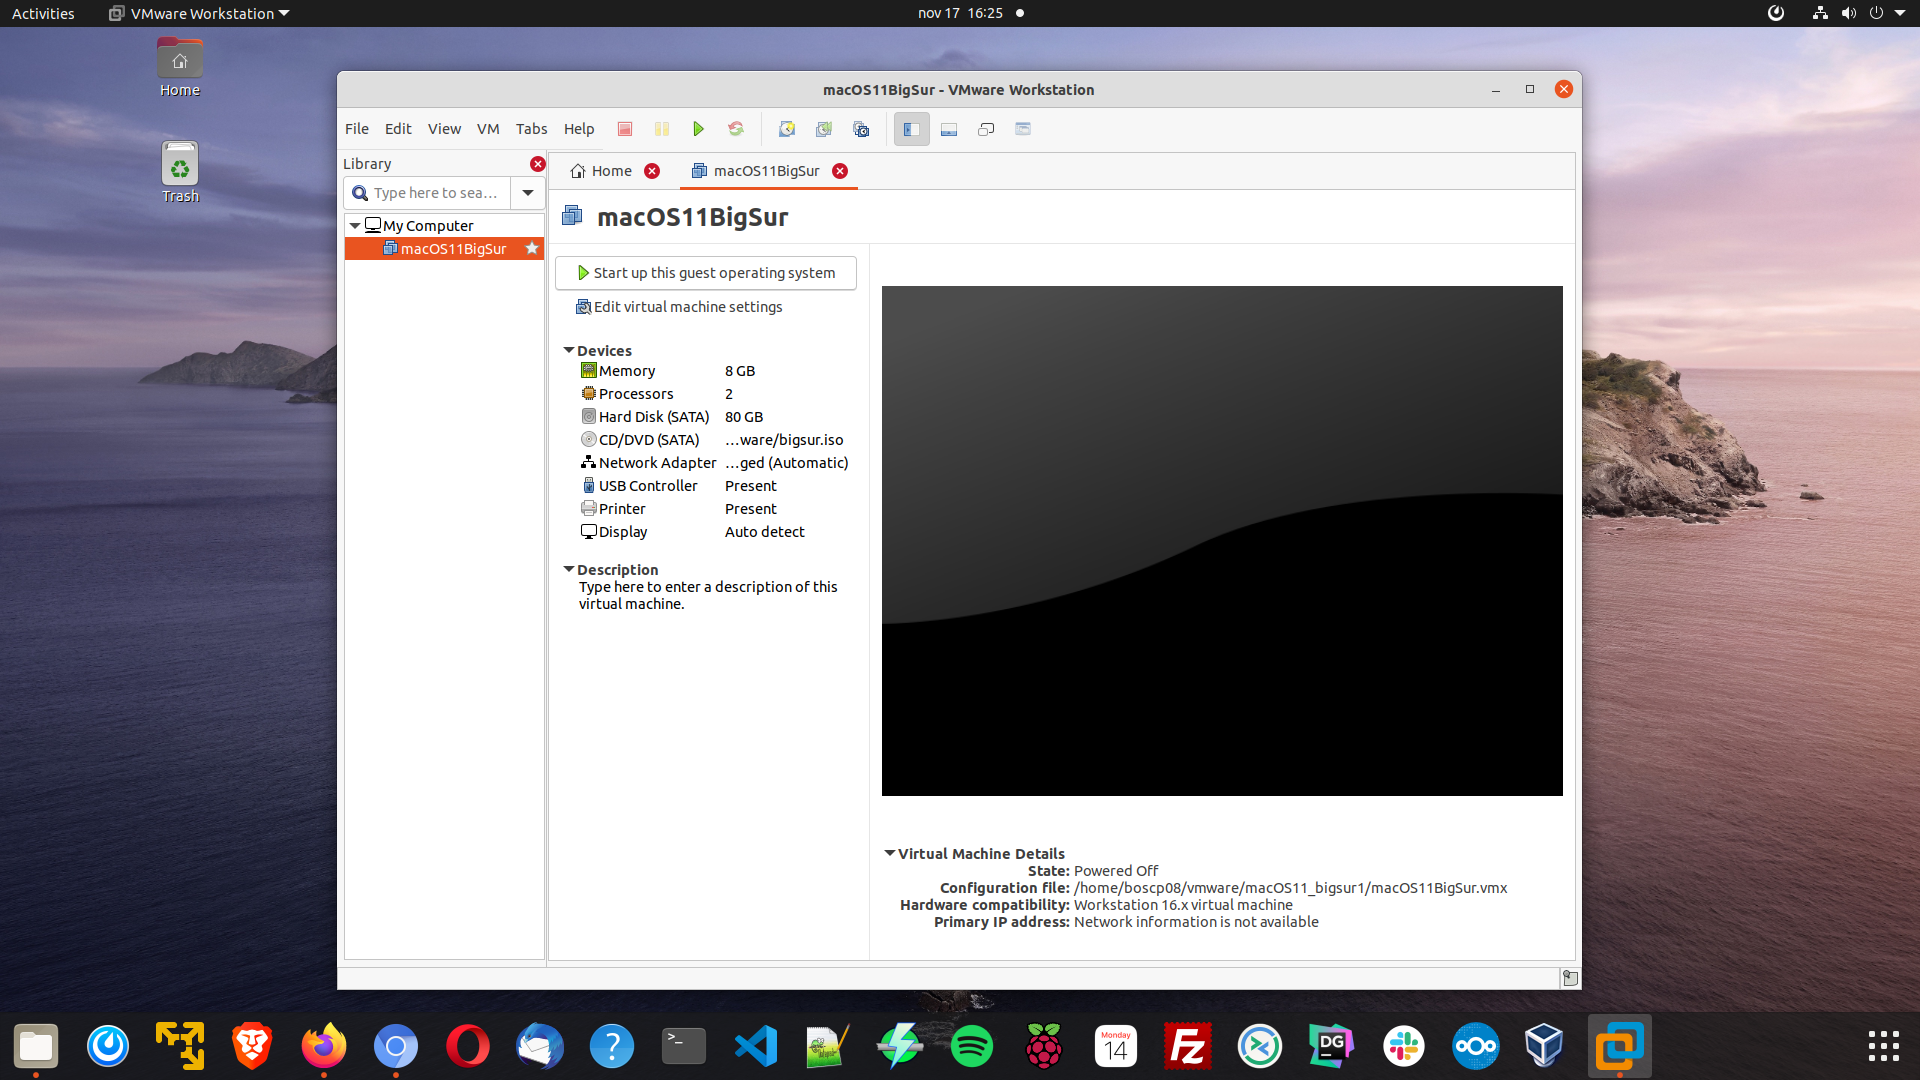 Activities
VMware Workstation
nov 17 16:25
Home
Trash
macOS11BigSur - VMware Workstation
File Edit View VM Tabs Help
Library
Type here to sea…
My Computer
macOS11BigSur
Home
macOS11BigSur
macOS11BigSur
Start up this guest operating system
Edit virtual machine settings
Devices
Memory 8 GB
Processors 2
Hard Disk (SATA) 80 GB
CD/DVD (SATA) …ware/bigsur.iso
Network Adapter …ged (Automatic)
USB Controller Present
Printer Present
Display Auto detect
Description
Type here to enter a description of this
virtual machine.
Virtual Machine Details
State: Powered Off
Configuration file: /home/boscp08/vmware/macOS11_bigsur1/macOS11BigSur.vmx
Hardware compatibility: Workstation 16.x virtual machine
Primary IP address: Network information is not available
?
>_
Monday
14
Fz
DG